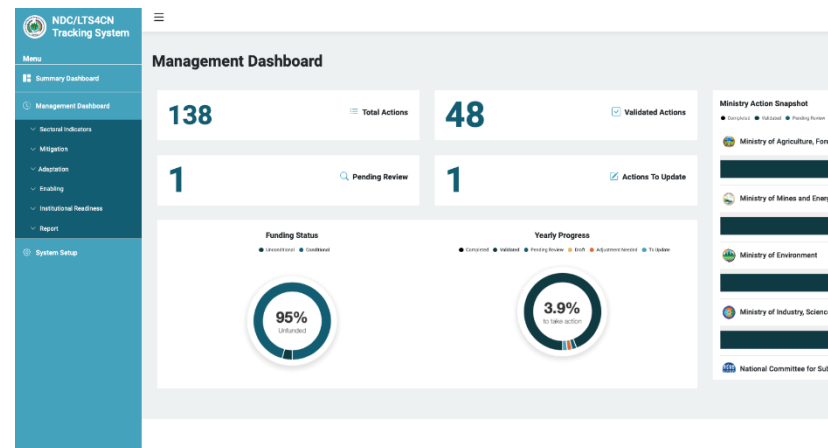 NDC/LTS4CN
Tracking System
Menu
Summary Dashboard
Management Dashboard
Sectoral Indicators
Mitigation
Adaptation
Enabling
Institutional Readiness
Report
System Setup
Management Dashboard
138
Total Actions
48
Validated Actions
1
Pending Review
1
Actions To Update
Funding Status
Unconditional Conditional
95%
Unfunded
Yearly Progress
Completed Validated Pending Review Draft Adjustment Needed To Update
3.9%
to take action
Ministry Action Snapshot
Completed Validated Pending Review
Ministry of Agriculture,
Ministry of Mines and
Ministry of Environment
Ministry of Industry,
National Committee for